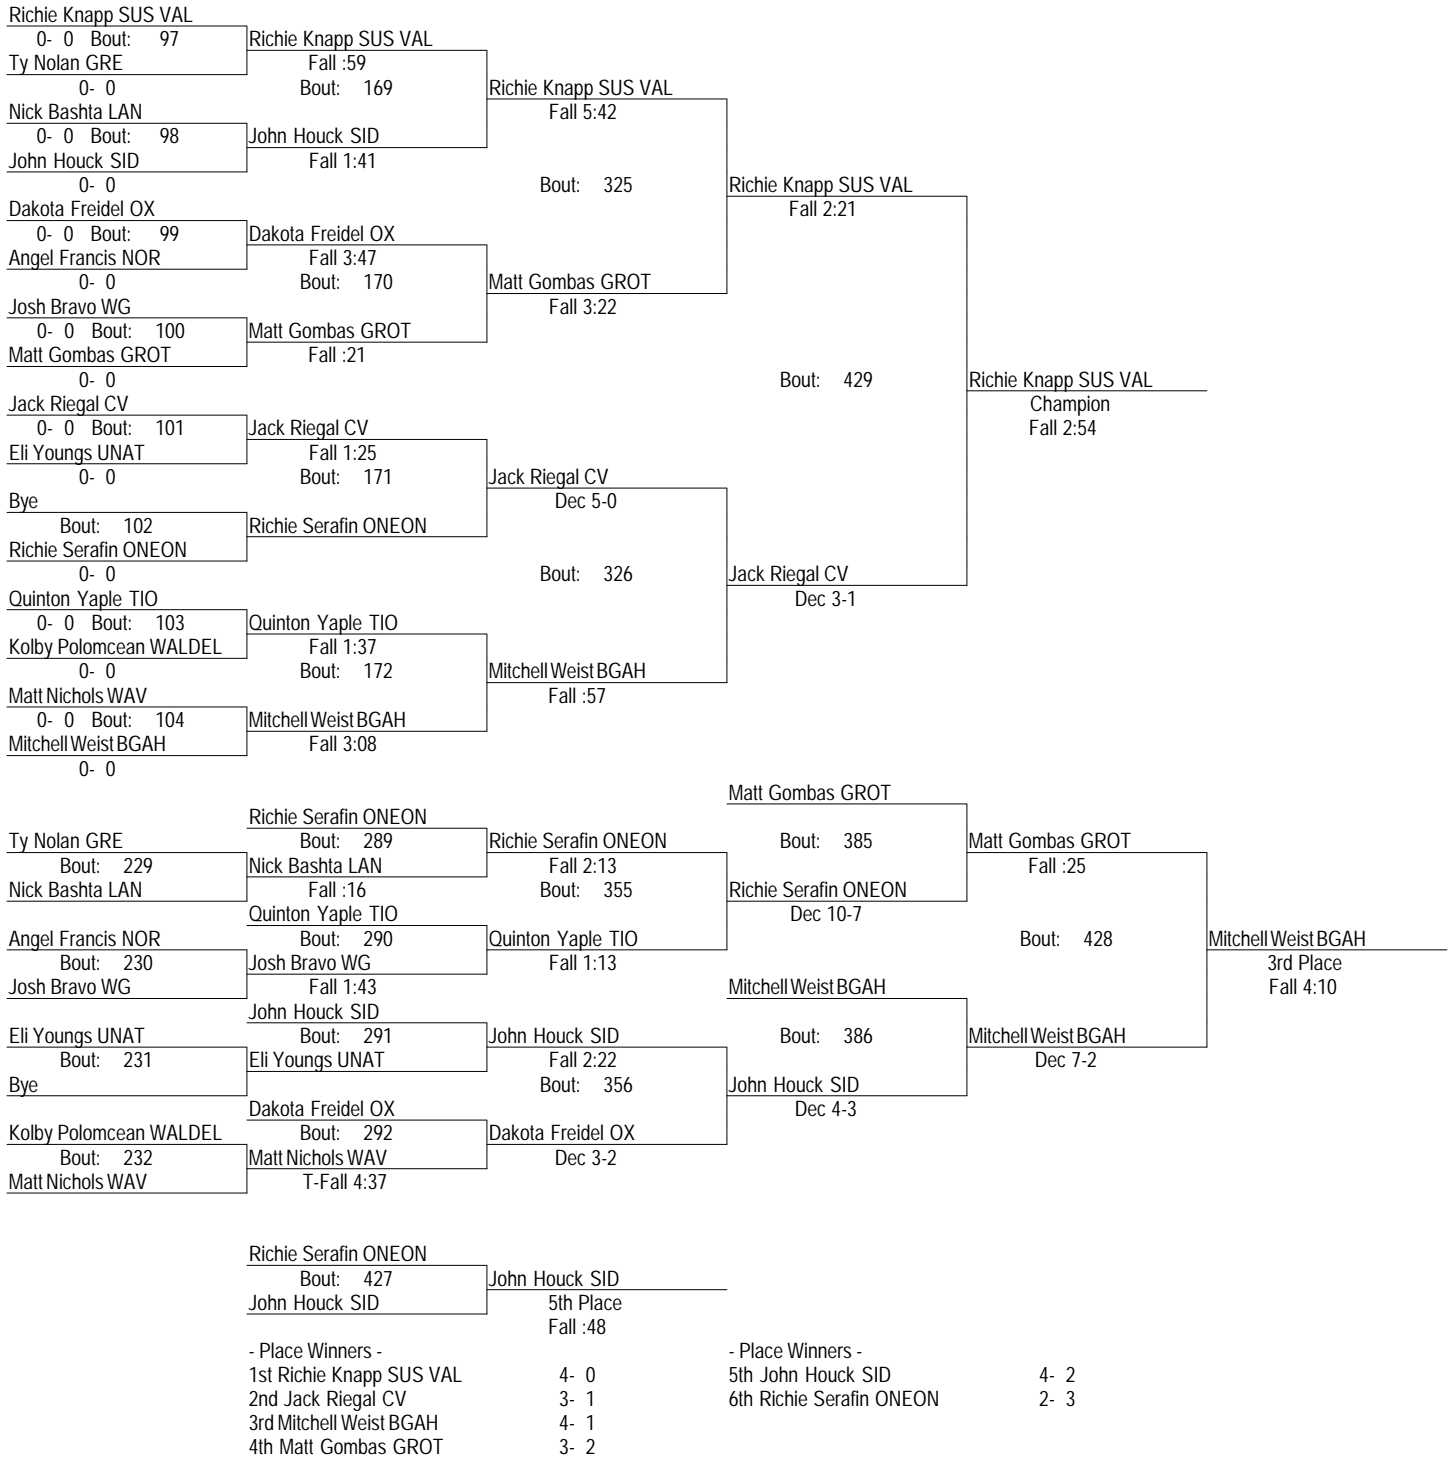 Richie Knapp SUS VAL
0- 0 Bout: 97 Richie Knapp SUS VAL
Ty Nolan GRE Fall :59
0- 0 Bout: 169 Richie Knapp SUS VAL
Nick Bashta LAN Fall 5:42
0- 0 Bout: 98 John Houck SID
John Houck SID Fall 1:41
0- 0 Bout: 325 Richie Knapp SUS VAL
Dakota Freidel OX Fall 2:21
0- 0 Bout: 99 Dakota Freidel OX
Angel Francis NOR Fall 3:47
0- 0 Bout: 170 Matt Gombas GROT
Josh Bravo WG Fall 3:22
0- 0 Bout: 100 Matt Gombas GROT
Matt Gombas GROT Fall :21
0- 0 Bout: 429 Richie Knapp SUS VAL
Jack Riegal CV Champion
0- 0 Bout: 101 Jack Riegal CV Fall 2:54
Eli Youngs UNAT Fall 1:25
0- 0 Bout: 171 Jack Riegal CV
Bye Dec 5-0
Bout: 102 Richie Serafin ONEON
Richie Serafin ONEON
0- 0 Bout: 326 Jack Riegal CV
Quinton Yaple TIO Dec 3-1
0- 0 Bout: 103 Quinton Yaple TIO
Kolby Polomcean WALDEL Fall 1:37
0- 0 Bout: 172 Mitchell Weist BGAH
Matt Nichols WAV Fall :57
0- 0 Bout: 104 Mitchell Weist BGAH
Mitchell Weist BGAH Fall 3:08
0- 0
Matt Gombas GROT
Richie Serafin ONEON
Ty Nolan GRE Bout: 289 Richie Serafin ONEON Bout: 385 Matt Gombas GROT
Bout: 229 Nick Bashta LAN Fall 2:13 Fall :25
Nick Bashta LAN Fall :16 Bout: 355 Richie Serafin ONEON
Quinton Yaple TIO Dec 10-7
Angel Francis NOR Bout: 290 Quinton Yaple TIO Bout: 428 Mitchell Weist BGAH
Bout: 230 Josh Bravo WG Fall 1:13 3rd Place
Josh Bravo WG Fall 1:43 Mitchell Weist BGAH Fall 4:10
John Houck SID
Eli Youngs UNAT Bout: 291 John Houck SID Bout: 386 Mitchell Weist BGAH
Bout: 231 Eli Youngs UNAT Fall 2:22 Dec 7-2
Bye Bout: 356 John Houck SID
Dakota Freidel OX Dec 4-3
Kolby Polomcean WALDEL Bout: 292 Dakota Freidel OX
Bout: 232 Matt Nichols WAV Dec 3-2
Matt Nichols WAV T-Fall 4:37
Richie Serafin ONEON
Bout: 427 John Houck SID
John Houck SID 5th Place
Fall :48
- Place Winners - - Place Winners -
1st Richie Knapp SUS VAL 4- 0 5th John Houck SID 4- 2
2nd Jack Riegal CV 3- 1 6th Richie Serafin ONEON 2- 3
3rd Mitchell Weist BGAH 4- 1
4th Matt Gombas GROT 3- 2